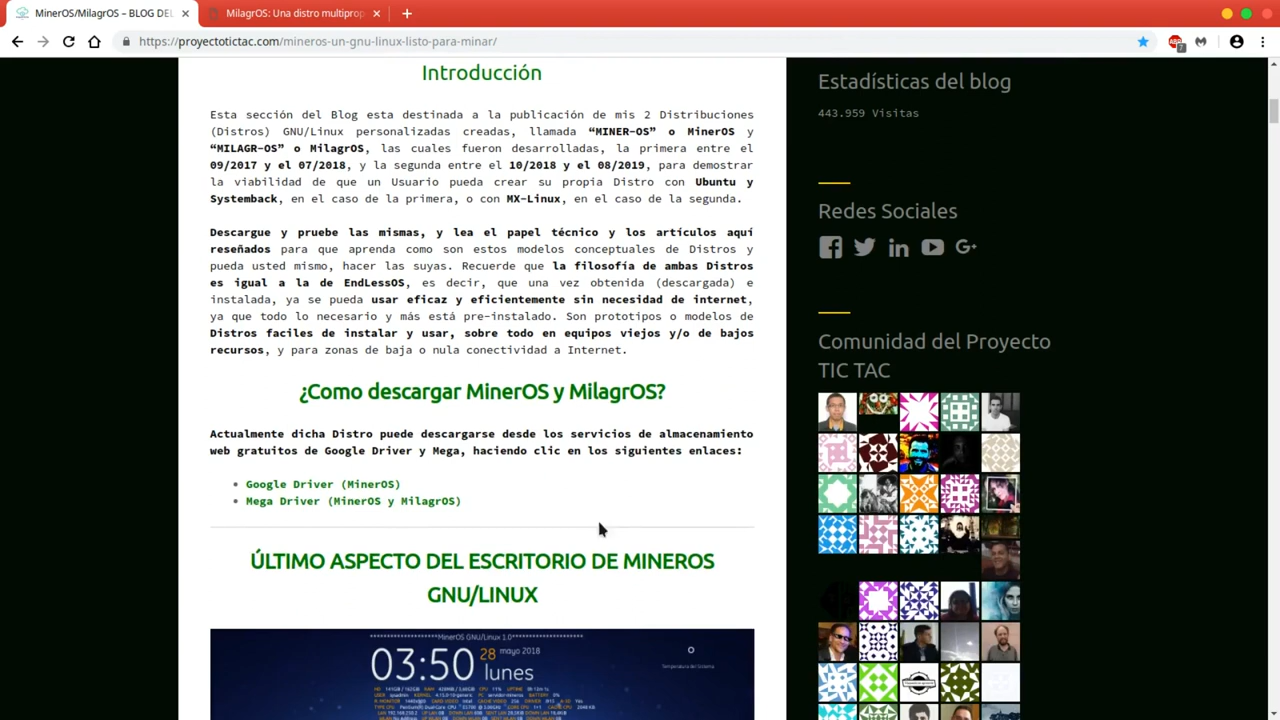 MinerOS/MilagrOS – BLOG DEL
MilagrOS: Una distro multiprop
https://proyectotictac.com/mineros-un-gnu-linux-listo-para-minar/
ABP
7
Introducción
Esta sección del Blog esta destinada a la publicación de mis 2 Distribuciones
(Distros) GNU/Linux personalizadas creadas, llamada “MINER-OS” o MinerOS y
“MILAGR-OS” o MilagrOS, las cuales fueron desarrolladas, la primera entre el
09/2017 y el 07/2018, y la segunda entre el 10/2018 y el 08/2019, para demostrar
la viabilidad de que un Usuario pueda crear su propia Distro con Ubuntu y
Systemback, en el caso de la primera, o con MX-Linux, en el caso de la segunda.
Descargue y pruebe las mismas, y lea el papel técnico y los artículos aquí
reseñados para que aprenda como son estos modelos conceptuales de Distros y
pueda usted mismo, hacer las suyas. Recuerde que la filosofía de ambas Distros
es igual a la de EndLessOS, es decir, que una vez obtenida (descargada) e
instalada, ya se pueda usar eficaz y eficientemente sin necesidad de internet,
ya que todo lo necesario y más está pre-instalado. Son prototipos o modelos de
Distros faciles de instalar y usar, sobre todo en equipos viejos y/o de bajos
recursos, y para zonas de baja o nula conectividad a Internet.
¿Como descargar MinerOS y MilagrOS?
Actualmente dicha Distro puede descargarse desde los servicios de almacenamiento
web gratuitos de Google Driver y Mega, haciendo clic en los siguientes enlaces:
Google Driver (MinerOS)
Mega Driver (MinerOS y MilagrOS)
ÚLTIMO ASPECTO DEL ESCRITORIO DE MINEROS
GNU/LINUX
******************MinerOS GNU/Linux 1.0******************
03:50 28 mayo 2018
lunes
Temperatura del Sistema
Estadísticas del blog
443.959 Visitas
Redes Sociales
Comunidad del Proyecto
TIC TAC